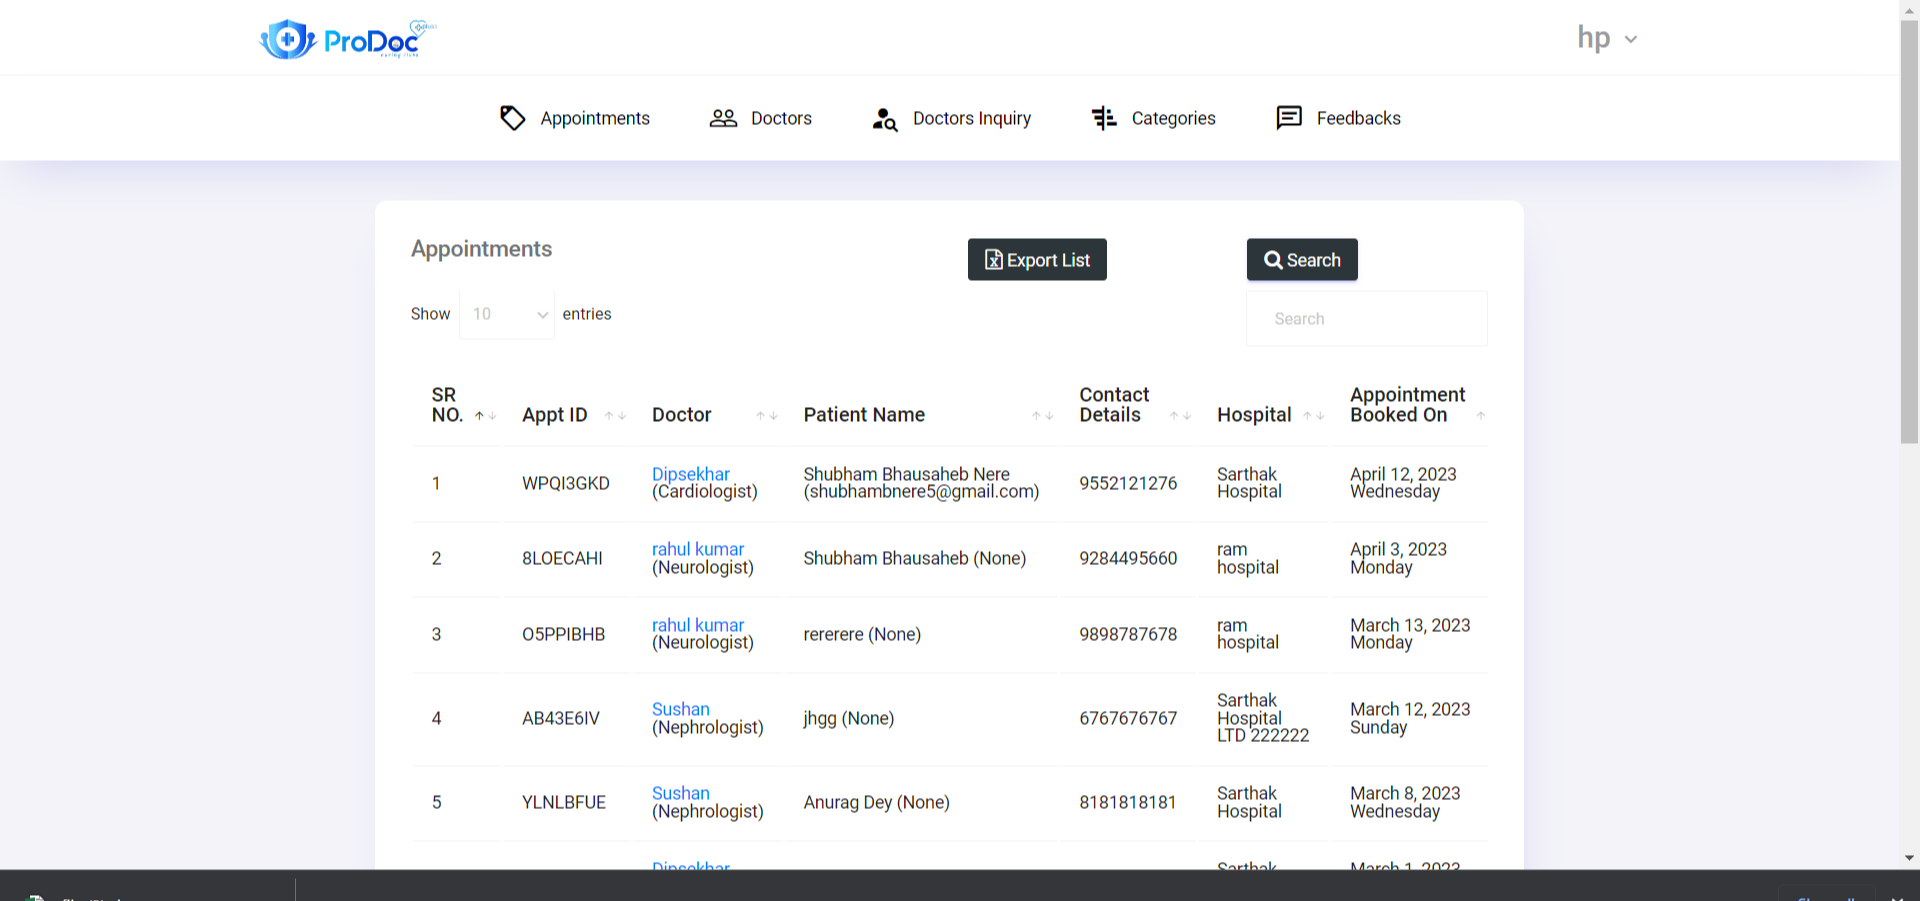 ProDoc
hp
Appointments
Doctors
Doctors Inquiry
Categories
Feedbacks
Appointments
Export List
Search
Show 10 entries
Search
SR NO.
Appt ID
Doctor
Patient Name
Contact Details
Hospital
Appointment Booked On
1
WPQI3GKD
Dipsekhar
(Cardiologist)
Shubham Bhausaheb Nere
(shubhambnere5@gmail.com)
9552121276
Sarthak
Hospital
April 12, 2023
Wednesday
2
8LOECAHI
rahul kumar
(Neurologist)
Shubham Bhausaheb (None)
9284495660
ram
hospital
April 3, 2023
Monday
3
O5PPIBHB
rahul kumar
(Neurologist)
rererere (None)
9898787678
ram
hospital
March 13, 2023
Monday
4
AB43E6IV
Sushan
(Nephrologist)
jhgg (None)
6767676767
Sarthak
Hospital
LTD 222222
March 12, 2023
Sunday
5
YLNLBFUE
Sushan
(Nephrologist)
Anurag Dey (None)
8181818181
Sarthak
Hospital
March 8, 2023
Wednesday
Dipsekhar
Sarthak
March 1, 2023